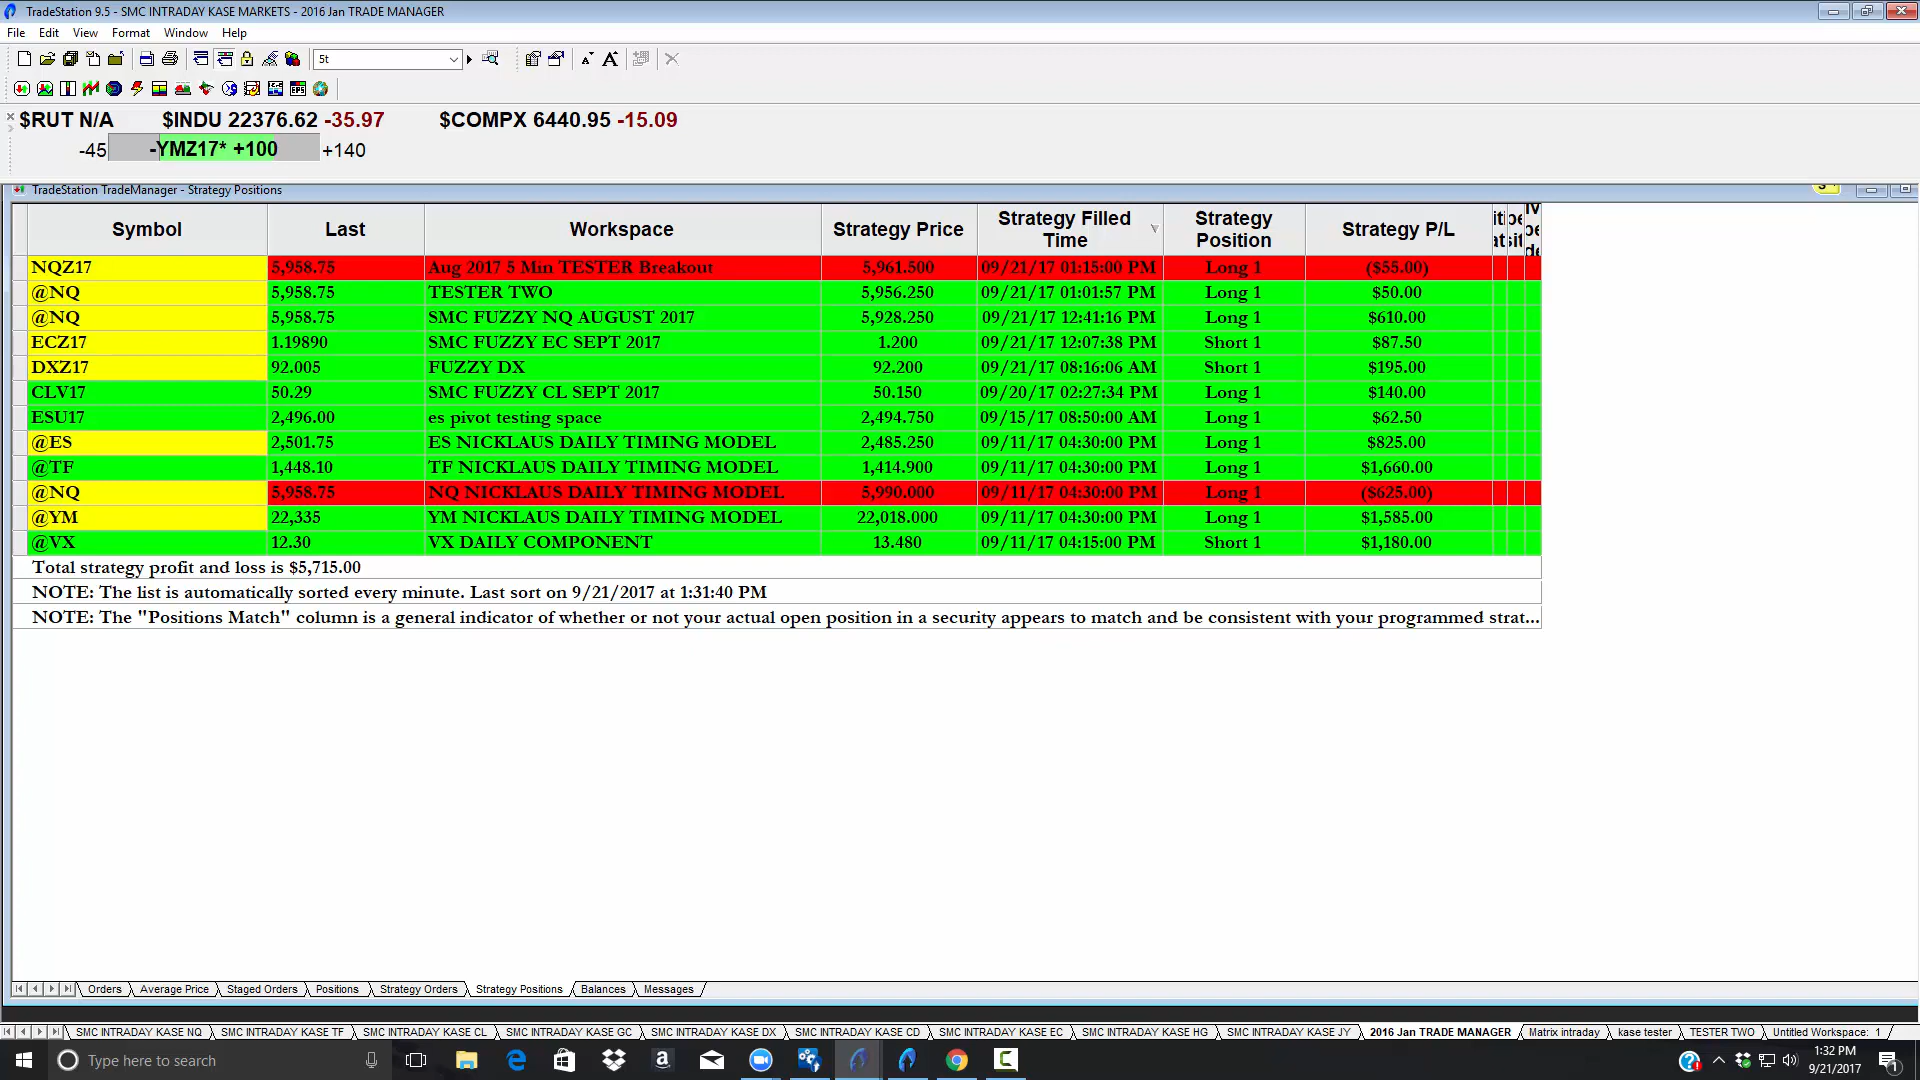 TradeStation 9.5 - SMC INTRADAY KASE MARKETS - 2016 Jan TRADE MANAGER
File Edit View Format Window Help
5t
$RUT N/A $INDU 22376.62 -35.97 $COMPX 6440.95 -15.09
-45 -YMZ17* +100 +140
TradeStation TradeManager - Strategy Positions
Symbol Last Workspace Strategy Price Strategy Filled Time Strategy Position Strategy P/L
NQZ17 5,958.75 Aug 2017 5 Min TESTER Breakout 5,961.500 09/21/17 01:15:00 PM Long 1 ($55.00)
@NQ 5,958.75 TESTER TWO 5,956.250 09/21/17 01:01:57 PM Long 1 $50.00
@NQ 5,958.75 SMC FUZZY NQ AUGUST 2017 5,928.250 09/21/17 12:41:16 PM Long 1 $610.00
ECZ17 1.19890 SMC FUZZY EC SEPT 2017 1.200 09/21/17 12:07:38 PM Short 1 $87.50
DXZ17 92.005 FUZZY DX 92.200 09/21/17 08:16:06 AM Short 1 $195.00
CLV17 50.29 SMC FUZZY CL SEPT 2017 50.150 09/20/17 02:27:34 PM Long 1 $140.00
ESU17 2,496.00 es pivot testing space 2,494.750 09/15/17 08:50:00 AM Long 1 $62.50
@ES 2,501.75 ES NICKLAUS DAILY TIMING MODEL 2,485.250 09/11/17 04:30:00 PM Long 1 $825.00
@TF 1,448.10 TF NICKLAUS DAILY TIMING MODEL 1,414.900 09/11/17 04:30:00 PM Long 1 $1,660.00
@NQ 5,958.75 NQ NICKLAUS DAILY TIMING MODEL 5,990.000 09/11/17 04:30:00 PM Long 1 ($625.00)
@YM 22,335 YM NICKLAUS DAILY TIMING MODEL 22,018.000 09/11/17 04:30:00 PM Long 1 $1,585.00
@VX 12.30 VX DAILY COMPONENT 13.480 09/11/17 04:15:00 PM Short 1 $1,180.00
Total strategy profit and loss is $5,715.00
NOTE: The list is automatically sorted every minute. Last sort on 9/21/2017 at 1:31:40 PM
NOTE: The "Positions Match" column is a general indicator of whether or not your actual open position in a security appears to match and be consistent with your programmed strat...
Orders Average Price Staged Orders Positions Strategy Orders Strategy Positions Balances Messages
SMC INTRADAY KASE NQ SMC INTRADAY KASE TF SMC INTRADAY KASE CL SMC INTRADAY KASE GC SMC INTRADAY KASE DX SMC INTRADAY KASE CD SMC INTRADAY KASE EC SMC INTRADAY KASE HG SMC INTRADAY KASE JY 2016 Jan TRADE MANAGER Matrix intraday kase tester TESTER TWO Untitled Workspace: 1
Type here to search
1:32 PM
9/21/2017